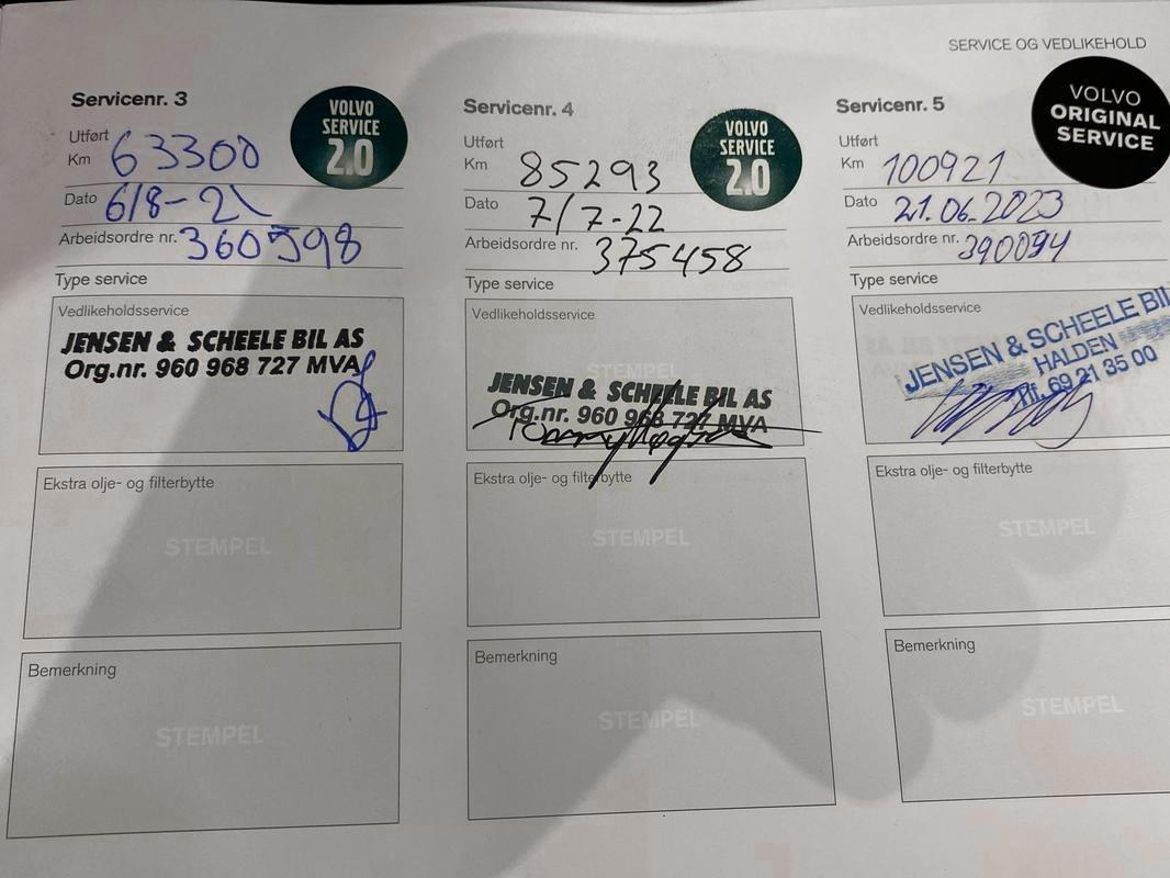 SERVICE OG VEDLIKEHOLD
Servicenr. 3
VOLVO
SERVICE
2.0
Utført
Km 63300
Dato 6/8-21
Arbeidsordre nr. 360598
Type service
Vedlikeholdsservice
JENSEN & SCHEELE BIL AS
Org.nr. 960 968 727 MVA
Ekstra olje- og filterbytte
STEMPEL
Bemerkning
STEMPEL
Servicenr. 4
VOLVO
SERVICE
2.0
Utført
Km 85293
Dato 7/7-22
Arbeidsordre nr. 375458
Type service
Vedlikeholdsservice
STEMPEL
JENSEN & SCHEELE BIL AS
Org.nr. 960 968 727 MVA
Ekstra olje- og filterbytte
STEMPEL
Bemerkning
STEMPEL
Servicenr. 5
VOLVO
ORIGINAL
SERVICE
Utført
Km 100921
Dato 21.06.2023
Arbeidsordre nr. 390094
Type service
Vedlikeholdsservice
JENSEN & SCHEELE BIL
HALDEN
Tlf. 69 21 35 00
Ekstra olje- og filterbytte
STEMPEL
Bemerkning
STEMPEL